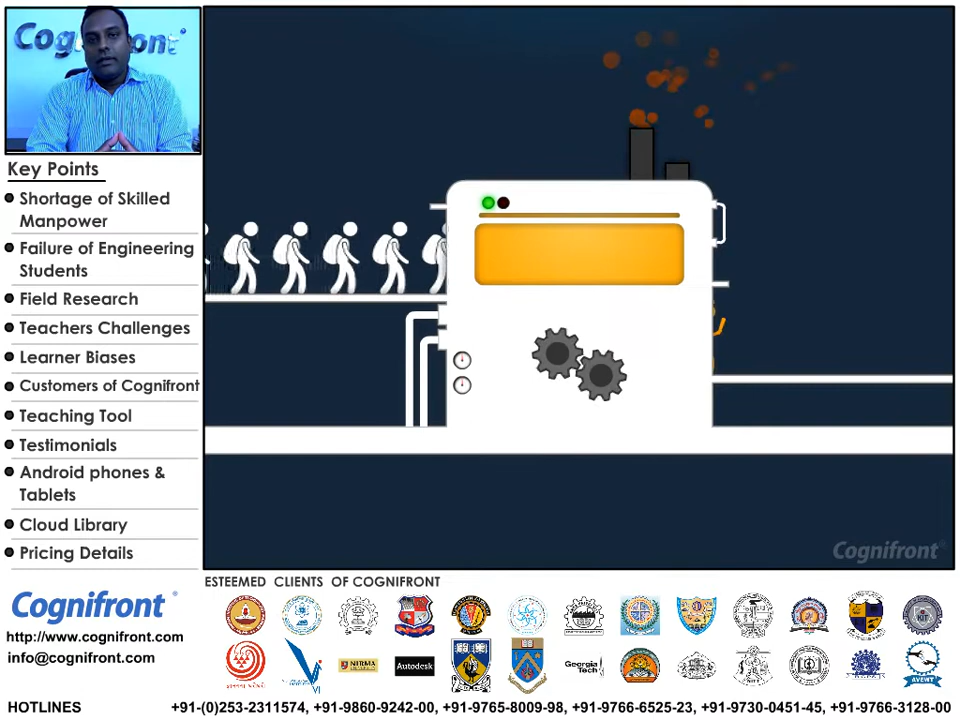 Cognifront
Key Points
Shortage of Skilled
Manpower
Failure of Engineering
Students
Field Research
Teachers Challenges
Learner Biases
Customers of Cognifront
Teaching Tool
Testimonials
Android phones &
Tablets
Cloud Library
Pricing Details
Cognifront
ESTEEMED CLIENTS OF COGNIFRONT
Cognifront
http://www.cognifront.com
info@cognifront.com
KIT
VI
NIRMA
Autodesk
Georgia
Tech
AVENT
HOTLINES +91-(0)253-2311574, +91-9860-9242-00, +91-9765-8009-98, +91-9766-6525-23, +91-9730-0451-45, +91-9766-3128-00